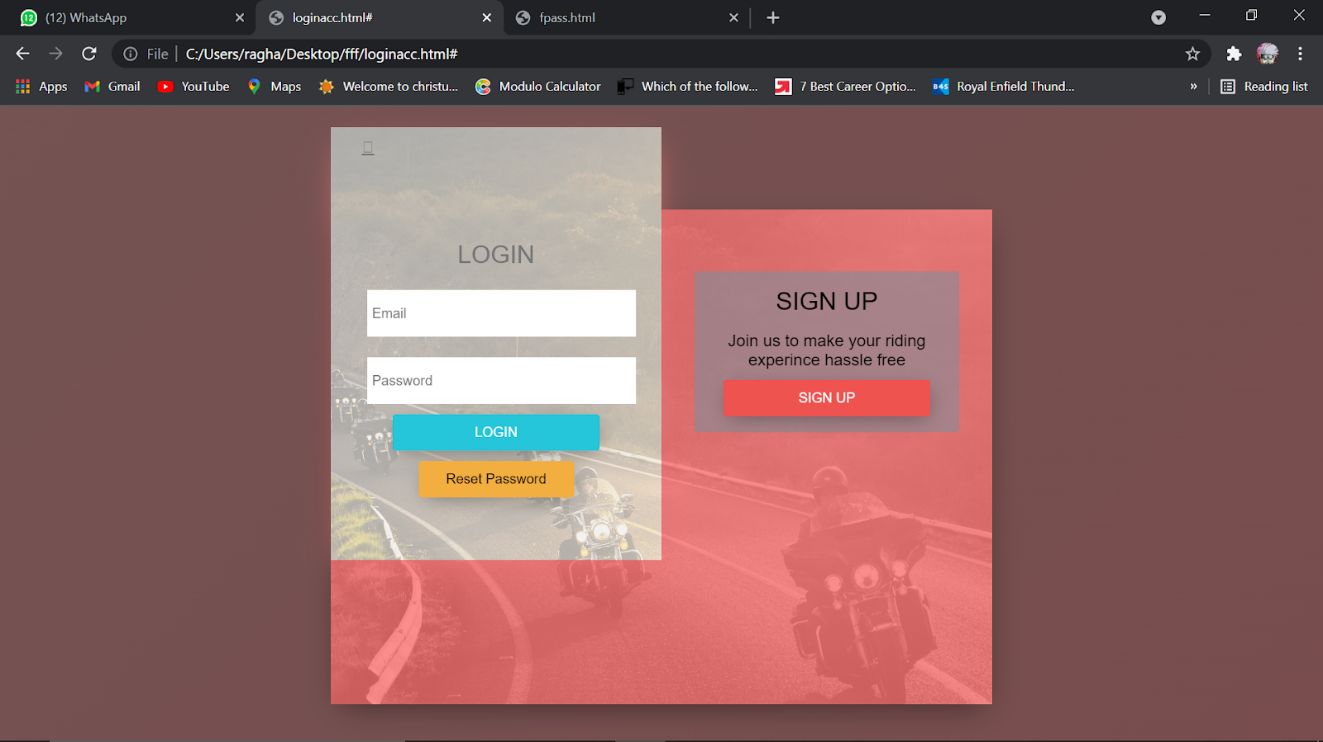 12
(12) WhatsApp
loginacc.html#
fpass.html
File
C:/Users/ragha/Desktop/fff/loginacc.html#
Apps
Gmail
YouTube
Maps
Welcome to christu...
Modulo Calculator
Which of the follow...
7 Best Career Optio...
BGS
Royal Enfield Thund...
»
Reading list
LOGIN
Email
Password
LOGIN
Reset Password
SIGN UP
Join us to make your riding
experince hassle free
SIGN UP